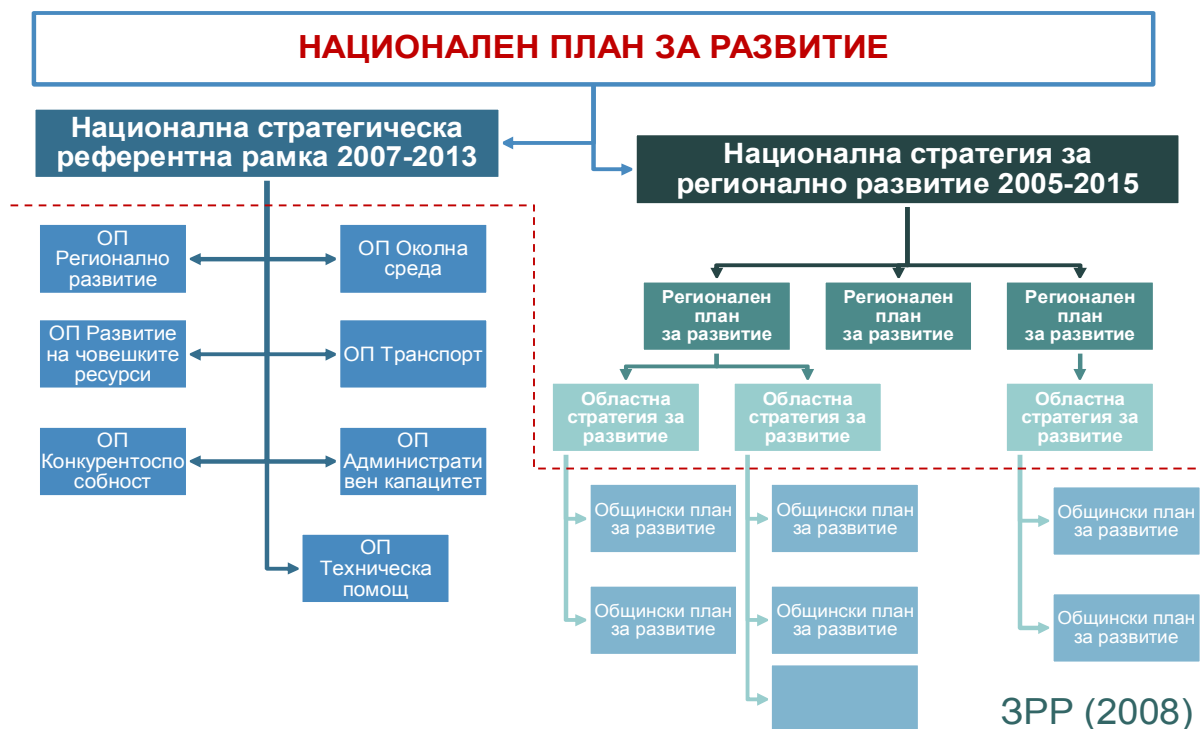 НАЦИОНАЛЕН ПЛАН ЗА РАЗВИТИЕ
Национална стратегическа
референтна рамка 2007-2013
Национална стратегия за
регионално развитие 2005-2015
ОП
Регионално
развитие
ОП Околна
среда
ОП Развитие
на човешките
ресурси
ОП Транспорт
ОП
Конкурентоспо
собност
ОП
Администрати
вен капацитет
ОП
Техническа
помощ
Регионален
план
за развитие
Регионален
план
за развитие
Регионален
план
за развитие
Областна
стратегия за
развитие
Областна
стратегия за
развитие
Областна
стратегия за
развитие
Общински план
за развитие
Общински план
за развитие
Общински план
за развитие
Общински план
за развитие
Общински план
за развитие
Общински план
за развитие
ЗРР (2008)